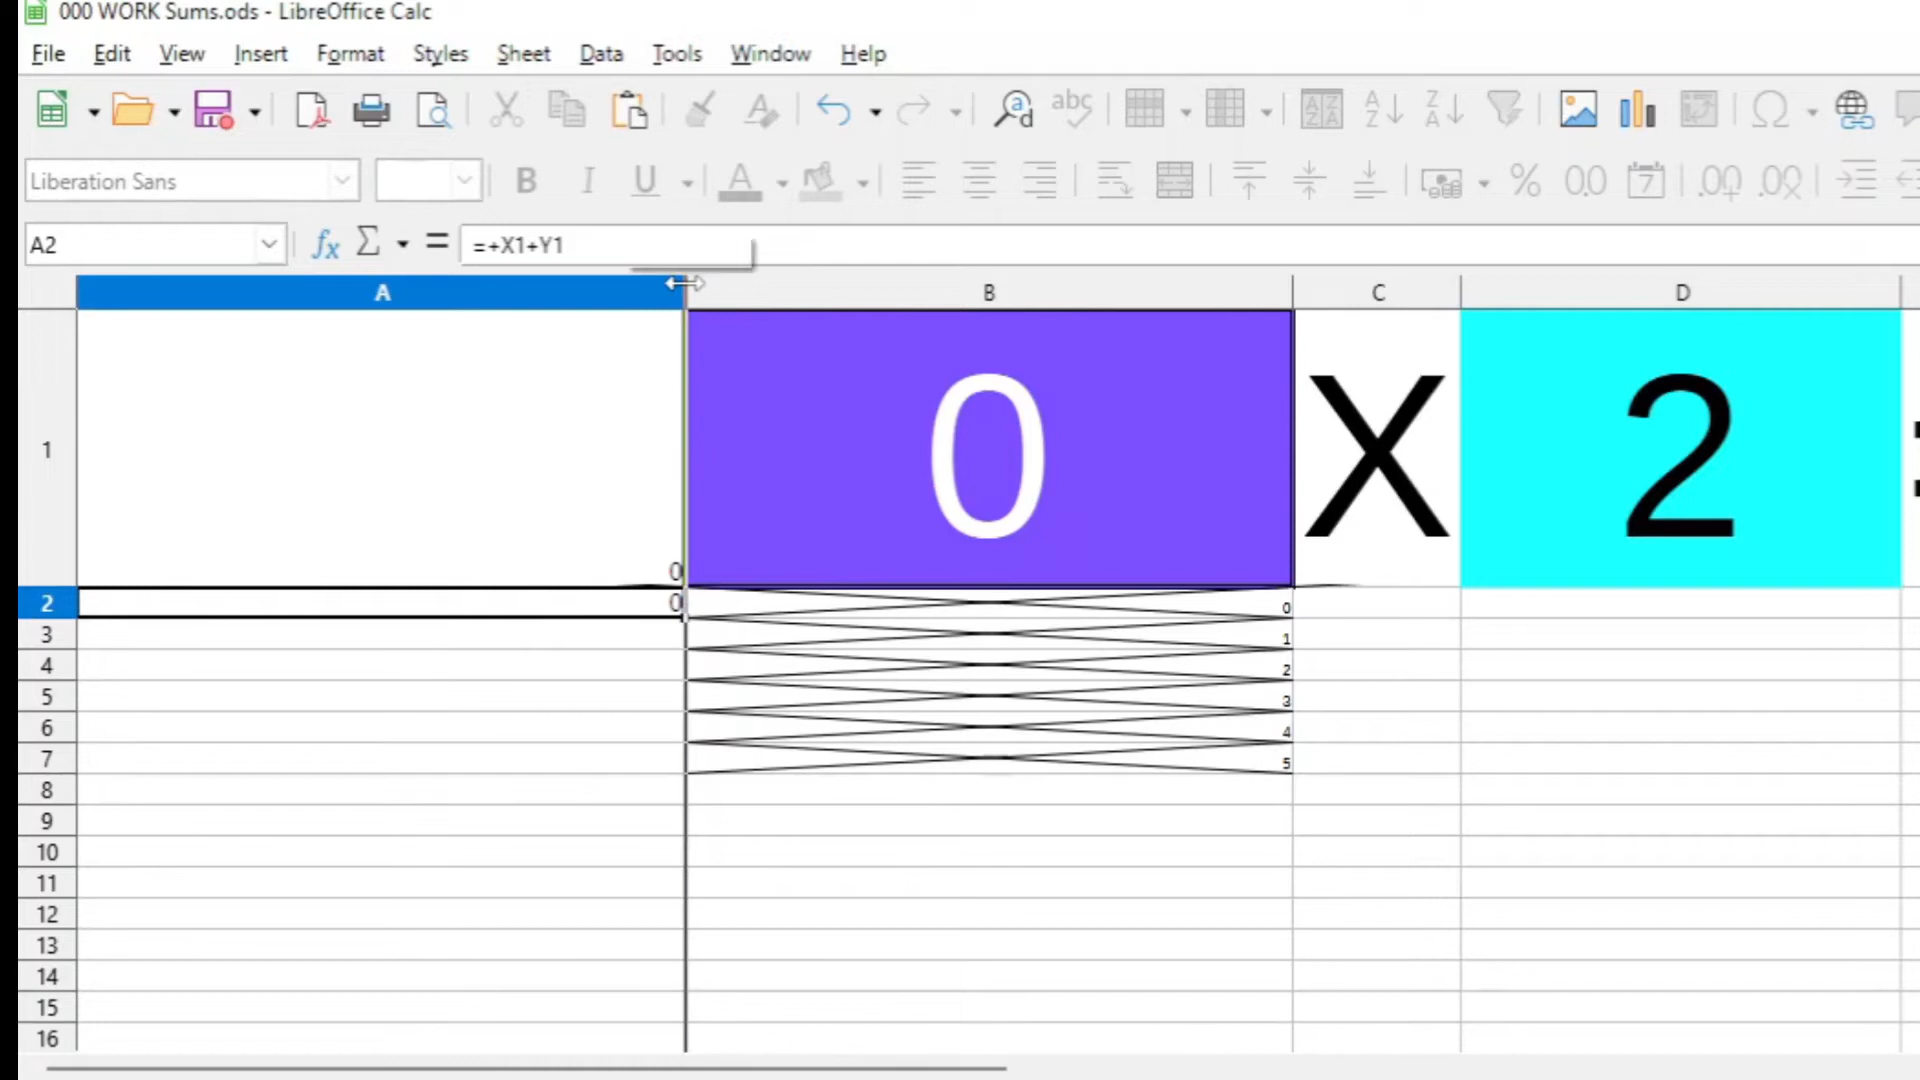 000 WORK Sums.ods - LibreOffice Calc
File Edit View Insert Format Styles Sheet Data Tools Window Help
Liberation Sans
A2 =+X1+Y1
A B C D
1 0 0 X 2
2 0 0
3 1
4 2
5 3
6 4
7 5
8
9
10
11
12
13
14
15
16